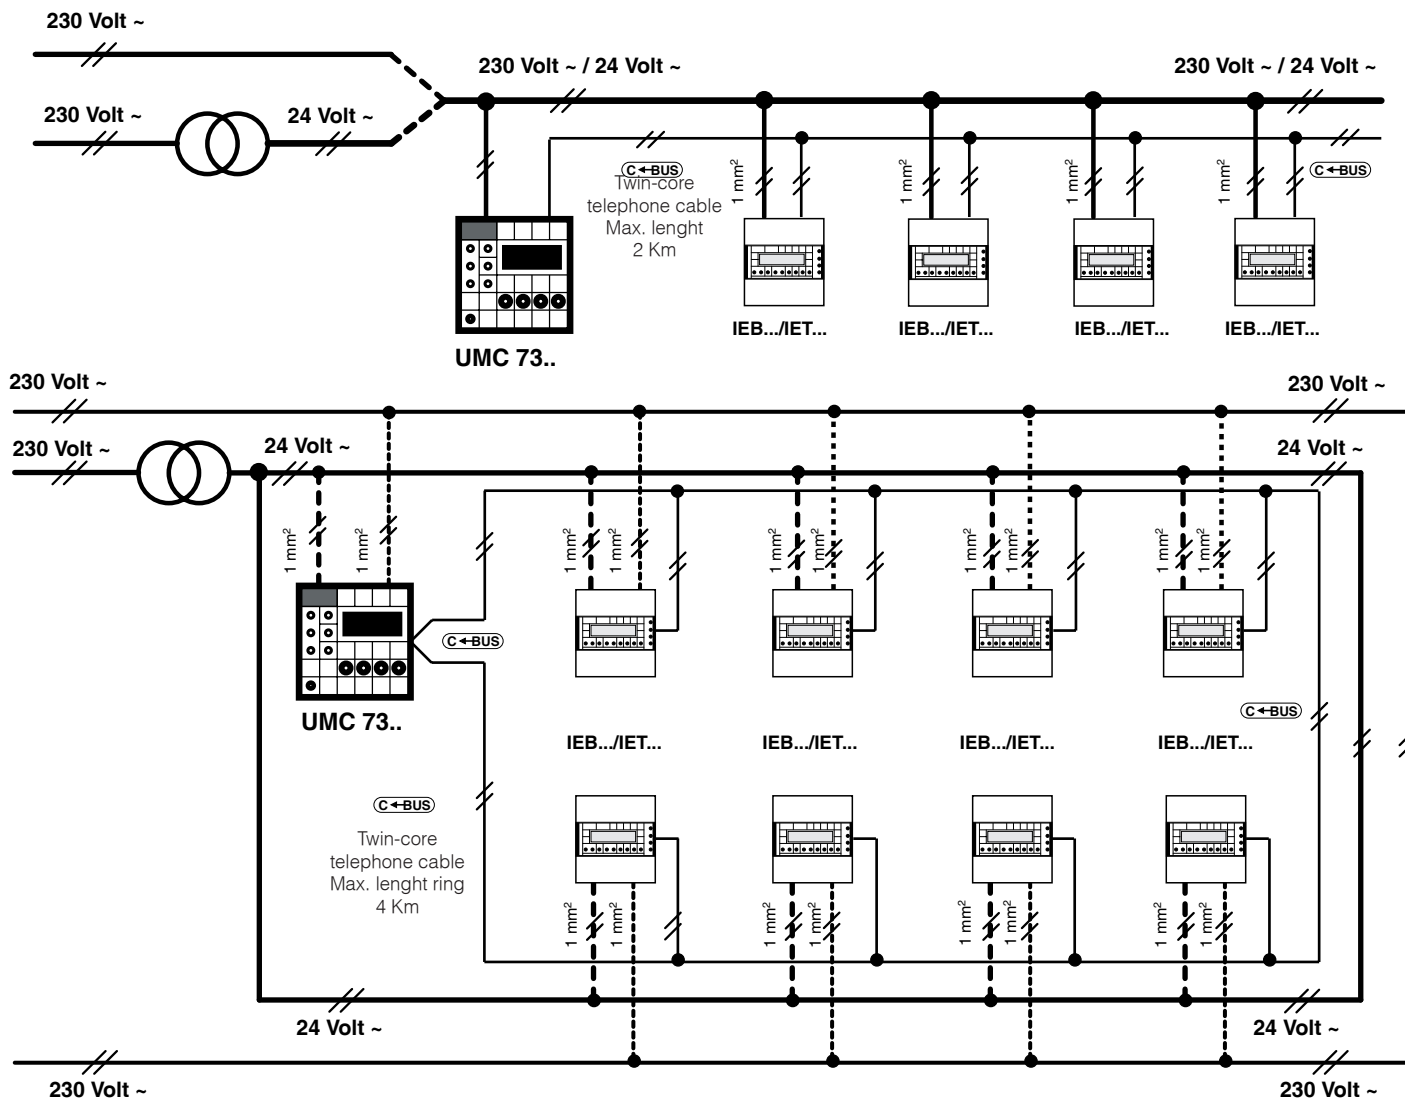 230 Volt ~
230 Volt ~ / 24 Volt ~
230 Volt ~ / 24 Volt ~
230 Volt ~
24 Volt ~
C BUS
Twin-core
telephone cable
Max. lenght
2 Km
1 mm²
1 mm²
1 mm²
1 mm²
C BUS
IEB.../IET...
IEB.../IET...
IEB.../IET...
IEB.../IET...
UMC 73..
230 Volt ~
230 Volt ~
230 Volt ~
24 Volt ~
24 Volt ~
1 mm²
1 mm²
1 mm²
1 mm²
1 mm²
1 mm²
1 mm²
1 mm²
1 mm²
1 mm²
C BUS
UMC 73..
C BUS
IEB.../IET...
IEB.../IET...
IEB.../IET...
IEB.../IET...
C BUS
Twin-core
telephone cable
Max. lenght ring
4 Km
1 mm²
1 mm²
1 mm²
1 mm²
1 mm²
1 mm²
1 mm²
1 mm²
24 Volt ~
24 Volt ~
230 Volt ~
230 Volt ~